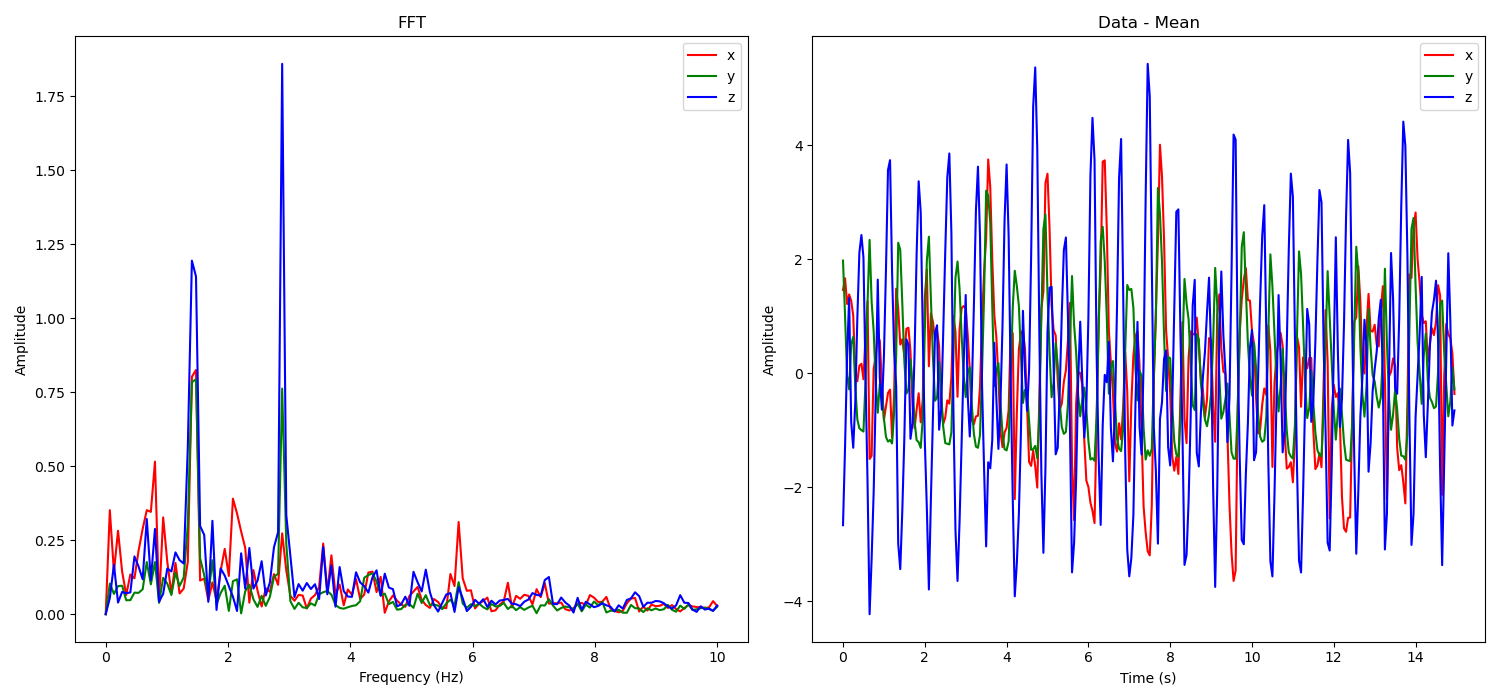 FFT
Amplitude
1.75
1.50
1.25
1.00
0.75
0.50
0.25
0.00
0 2 4 6 8 10
Frequency (Hz)
x
y
z
Data - Mean
Amplitude
4
2
0
−2
−4
0 2 4 6 8 10 12 14
Time (s)
x
y
z